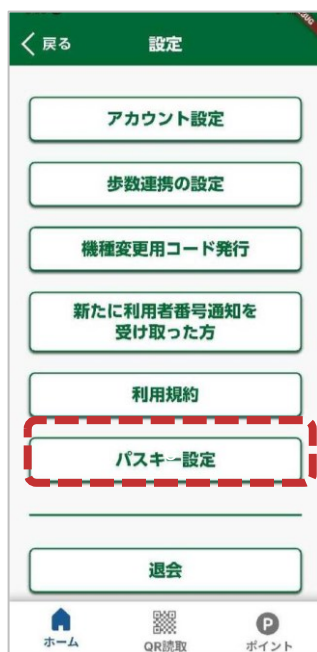 戻る
設定
アカウント設定
歩数連携の設定
機種変更用コード発行
新たに利用者番号通知を
受け取った方
利用規約
パスキー設定
退会
ホーム
QR読取
P
ポイント